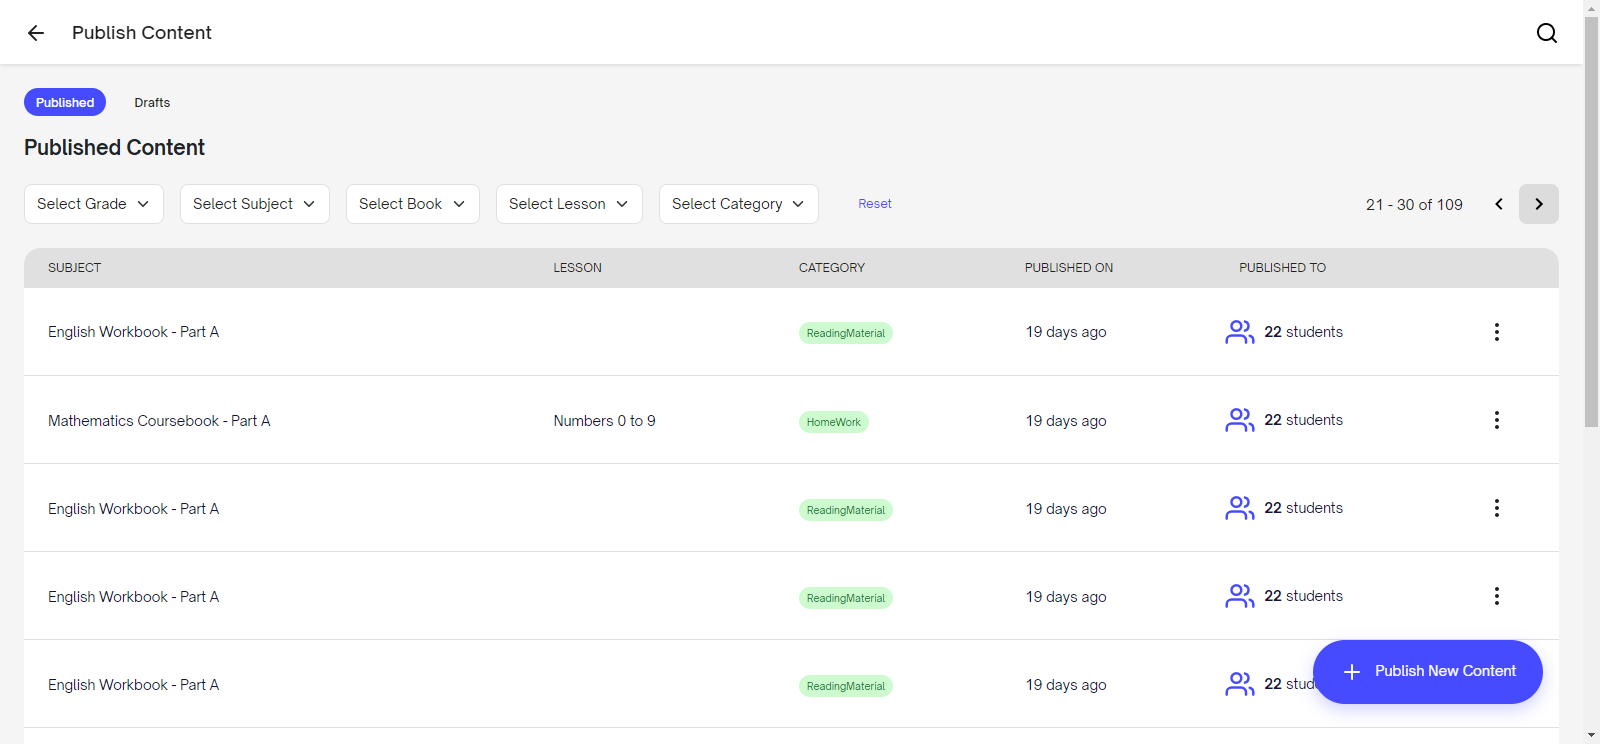 Publish Content
Published Drafts
Published Content
Select Grade Select Subject Select Book Select Lesson Select Category Reset 21 - 30 of 109
SUBJECT LESSON CATEGORY PUBLISHED ON PUBLISHED TO
English Workbook - Part A ReadingMaterial 19 days ago 22 students
Mathematics Coursebook - Part A Numbers 0 to 9 HomeWork 19 days ago 22 students
English Workbook - Part A ReadingMaterial 19 days ago 22 students
English Workbook - Part A ReadingMaterial 19 days ago 22 students
English Workbook - Part A ReadingMaterial 19 days ago 22
Publish New Content